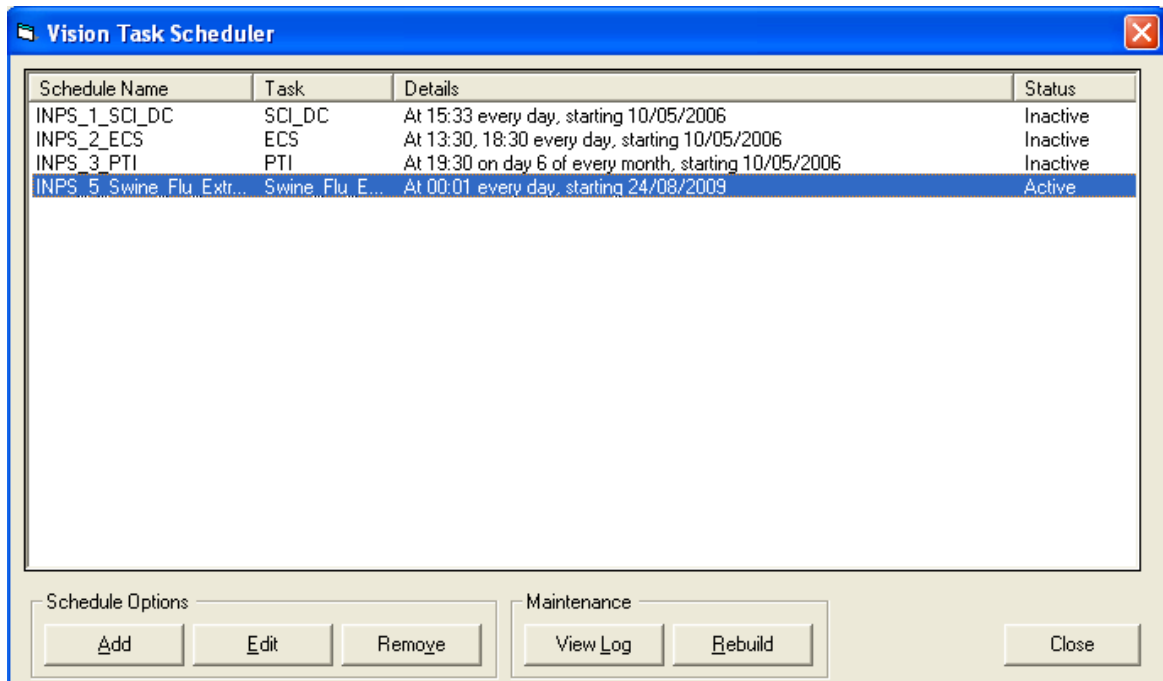 Vision Task Scheduler
Schedule Name Task Details Status
INPS_1_SCI_DC SCI_DC At 15:33 every day, starting 10/05/2006 Inactive
INPS_2_ECS ECS At 13:30, 18:30 every day, starting 10/05/2006 Inactive
INPS_3_PTI PTI At 19:30 on day 6 of every month, starting 10/05/2006 Inactive
INPS_5_Swine_Flu_Extr... Swine_Flu_E... At 00:01 every day, starting 24/08/2009 Active
Schedule Options Maintenance
Add Edit Remove View Log Rebuild Close